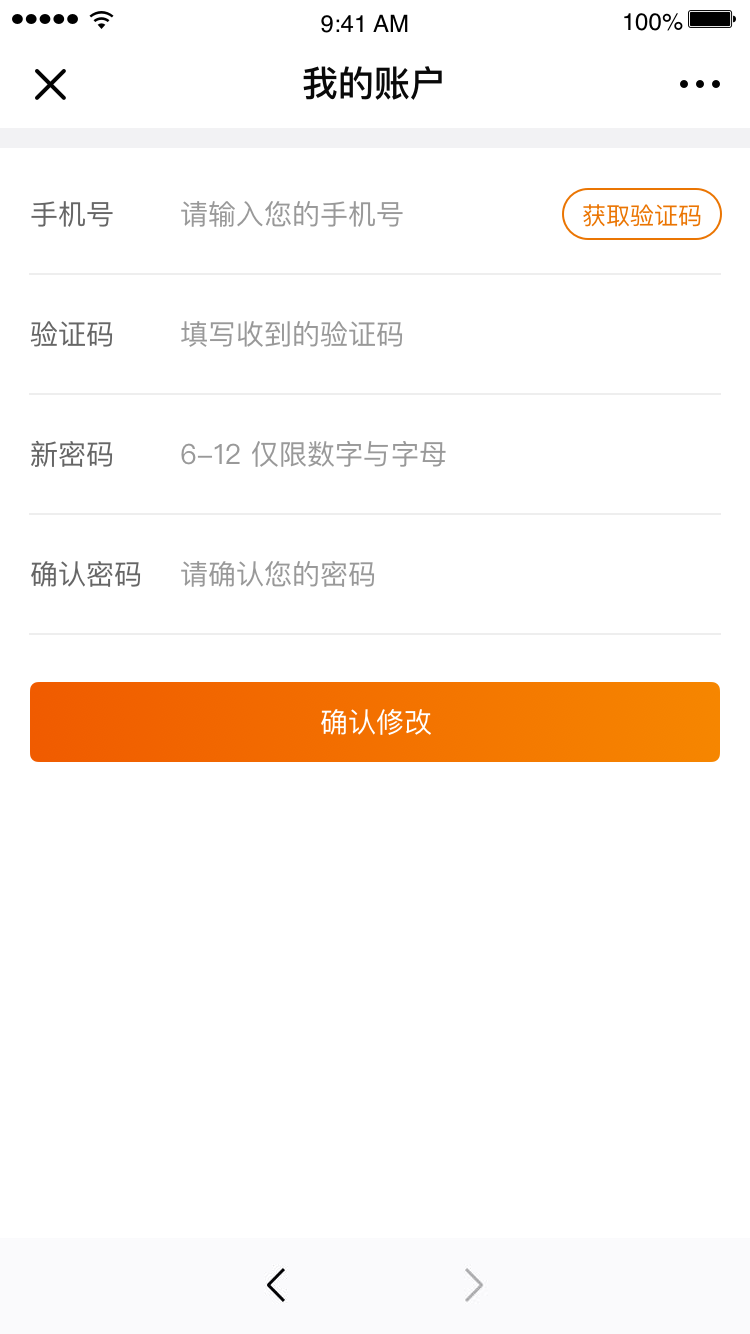 9:41 AM 100%
我的账户
手机号 请输入您的手机号 获取验证码
验证码 填写收到的验证码
新密码 6-12 仅限数字与字母
确认密码 请确认您的密码
确认修改